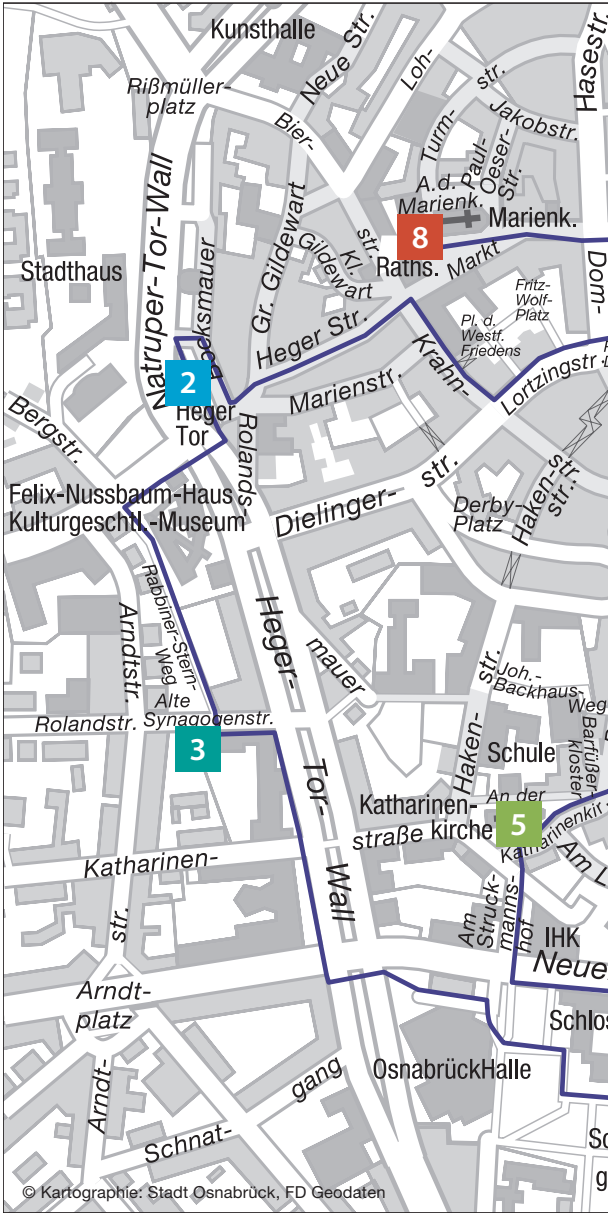 Kunsthalle
Neue Str.
Loh-
str.
Hasestr.
Rißmüller-
platz
Bier-
str.
Turm-
Jakobstr.
Paul-
Oeser-
Str.
A.d.
Marienk.
Marienk.
8
Raths.
Markt
Natruper-Tor-Wall
Stadthaus
Gr. Gildewart
Kl.
Gildewart
Fritz-
Wolf-
Platz
Dom-
Pl. d.
Westf.
Friedens
Heger Str.
Krahn-
str.
Lortzingstr.
2
Heger
Tor
Marienstr.
Bergstr.
Rolands-
mauer
Felix-Nussbaum-Haus
Kulturgeschtl.-Museum
Dielinger-
str.
Derby-
Platz
Haken-
str.
Rabbiner-Stern-
Weg
Arndtstr.
Heger-
Tor-
Wall
Alte
Synagogenstr.
Rolandstr.
3
Haken-
str.
Joh.-
Backhaus-
Weg
Barfüßer-
kloster
Schule
Katharinen-
straße
Katharinen-
kirche
An der
Katharinenkir.
5
Am L
Am
Struck-
manns-
hof
IHK
Neue
Arndt-
platz
Arndt-
str.
Schlos
OsnabrückHalle
Schnat-
gang
Sc
g
© Kartographie: Stadt Osnabrück, FD Geodaten